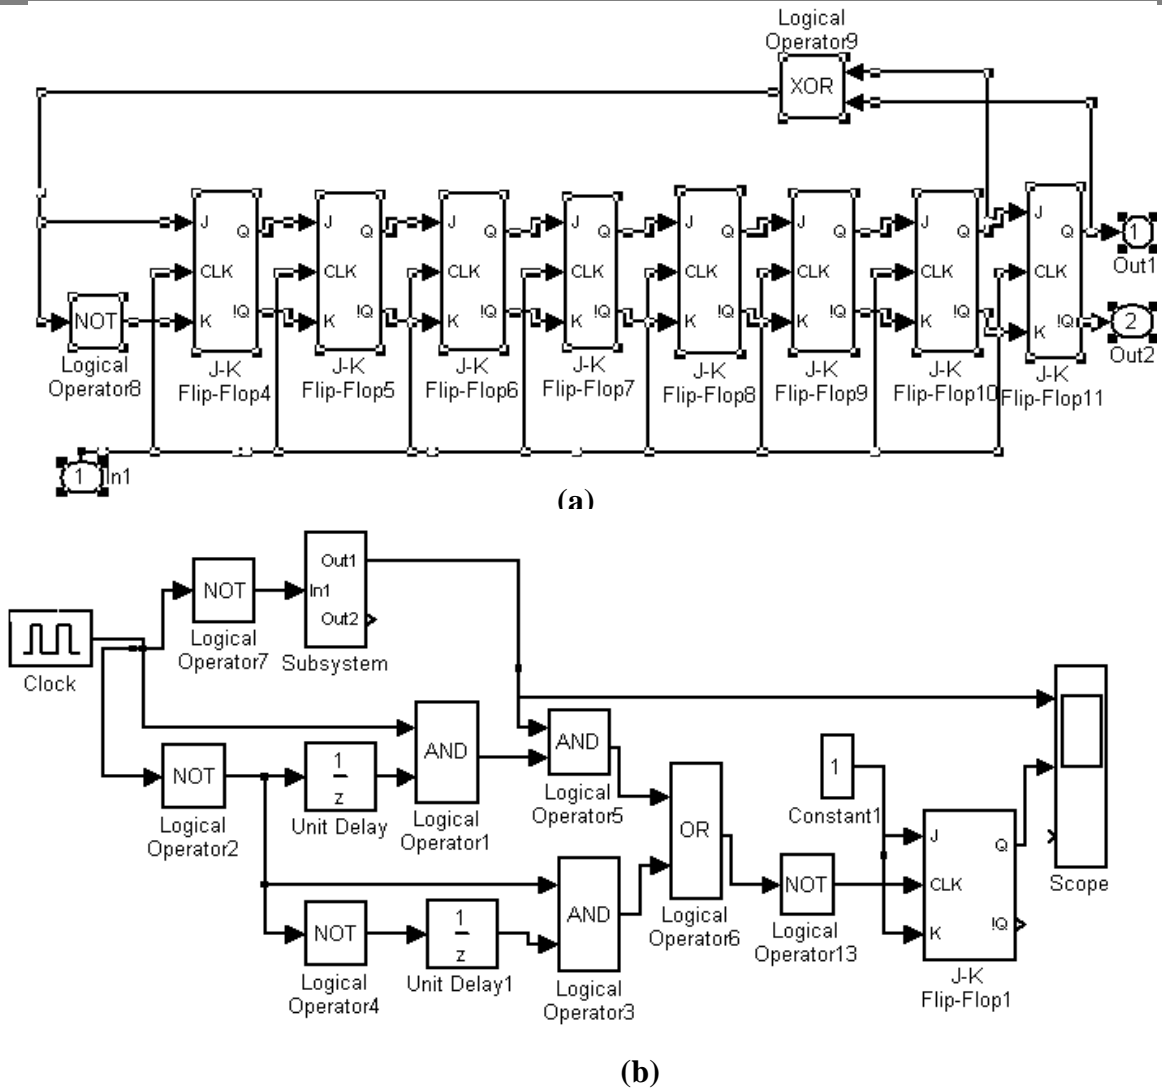 Logical
Operator9
XOR
J
Q
CLK
!Q
K
J-K
Flip-Flop4
J
Q
CLK
!Q
K
J-K
Flip-Flop5
J
Q
CLK
!Q
K
J-K
Flip-Flop6
J
Q
CLK
!Q
K
J-K
Flip-Flop7
J
Q
CLK
!Q
K
J-K
Flip-Flop8
J
Q
CLK
!Q
K
J-K
Flip-Flop9
J
Q
CLK
!Q
K
J-K
Flip-Flop10
J
Q
CLK
!Q
K
J-K
Flip-Flop11
1
Out1
2
Out2
NOT
Logical
Operator8
1
In1
(a)
Clock
NOT
Logical
Operator7
Out1
In1
Out2
Subsystem
NOT
Logical
Operator2
1
z
Unit Delay
AND
Logical
Operator1
AND
Logical
Operator5
NOT
Logical
Operator4
1
z
Unit Delay1
AND
Logical
Operator3
OR
Logical
Operator6
NOT
Logical
Operator13
1
Constant1
J
Q
CLK
!Q
K
J-K
Flip-Flop1
Scope
(b)